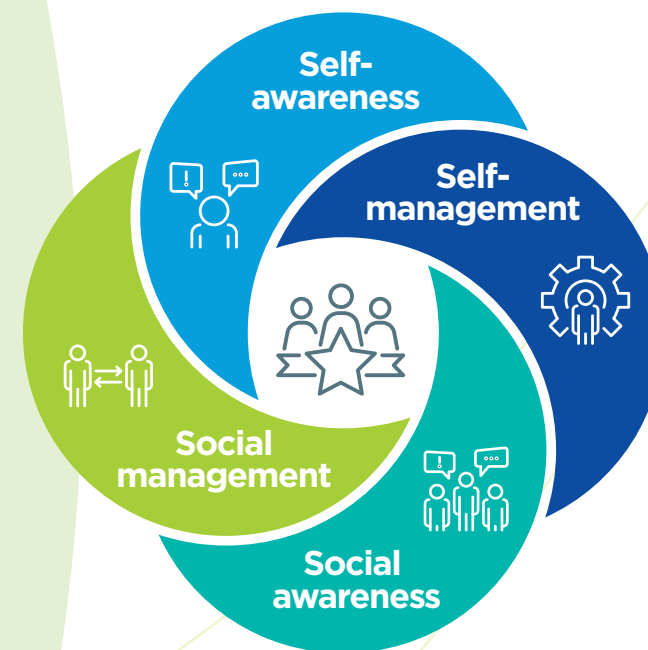 Self-
awareness
Self-
management
Social
awareness
Social
management